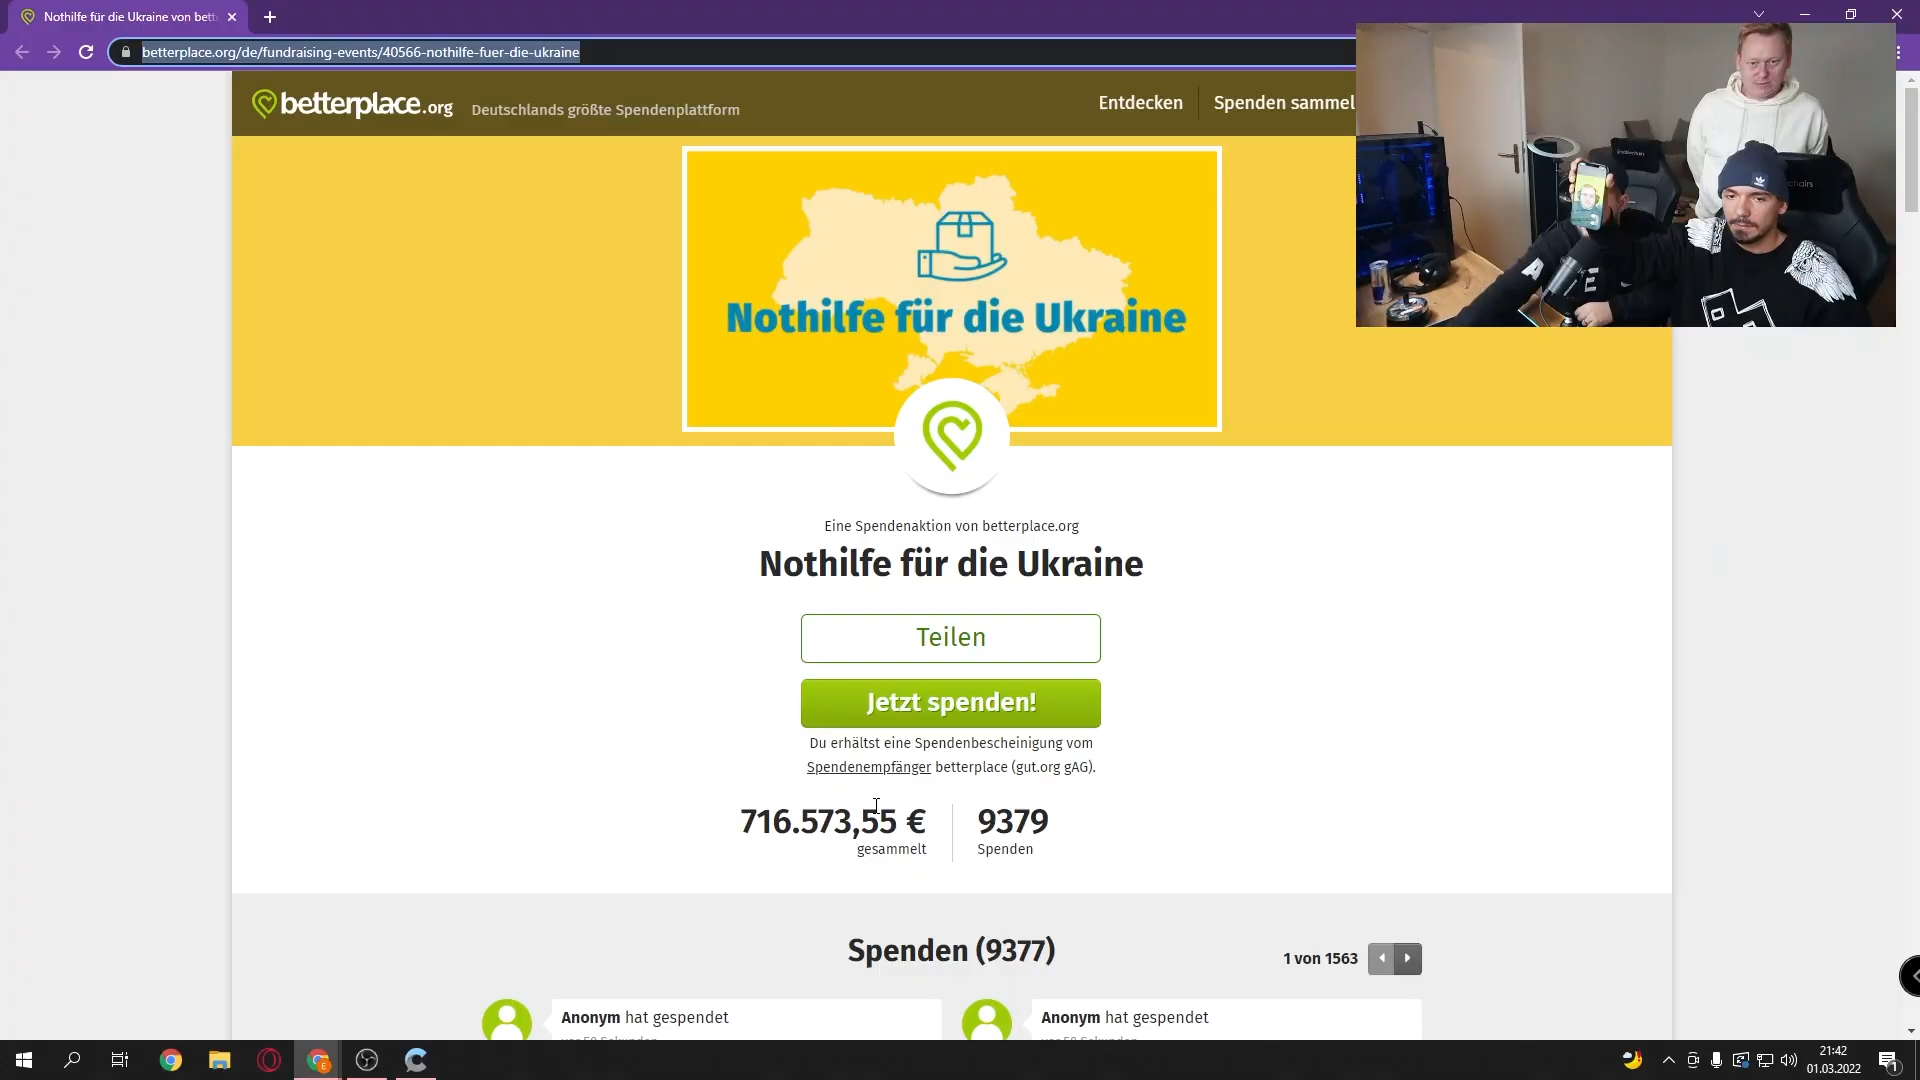 Nothilfe für die Ukraine von bett
betterplace.org/de/fundraising-events/40566-nothilfe-fuer-die-ukraine
betterplace.org
Deutschlands größte Spendenplattform
Entdecken
Spenden sammel
Nothilfe für die Ukraine
Eine Spendenaktion von betterplace.org
Nothilfe für die Ukraine
Teilen
Jetzt spenden!
Du erhältst eine Spendenbescheinigung vom
Spendenempfänger betterplace (gut.org gAG).
716.573,55 €
9379
gesammelt
Spenden
Spenden (9377)
1 von 1563
Anonym hat gespendet
Anonym hat gespendet
21:42
01.03.2022